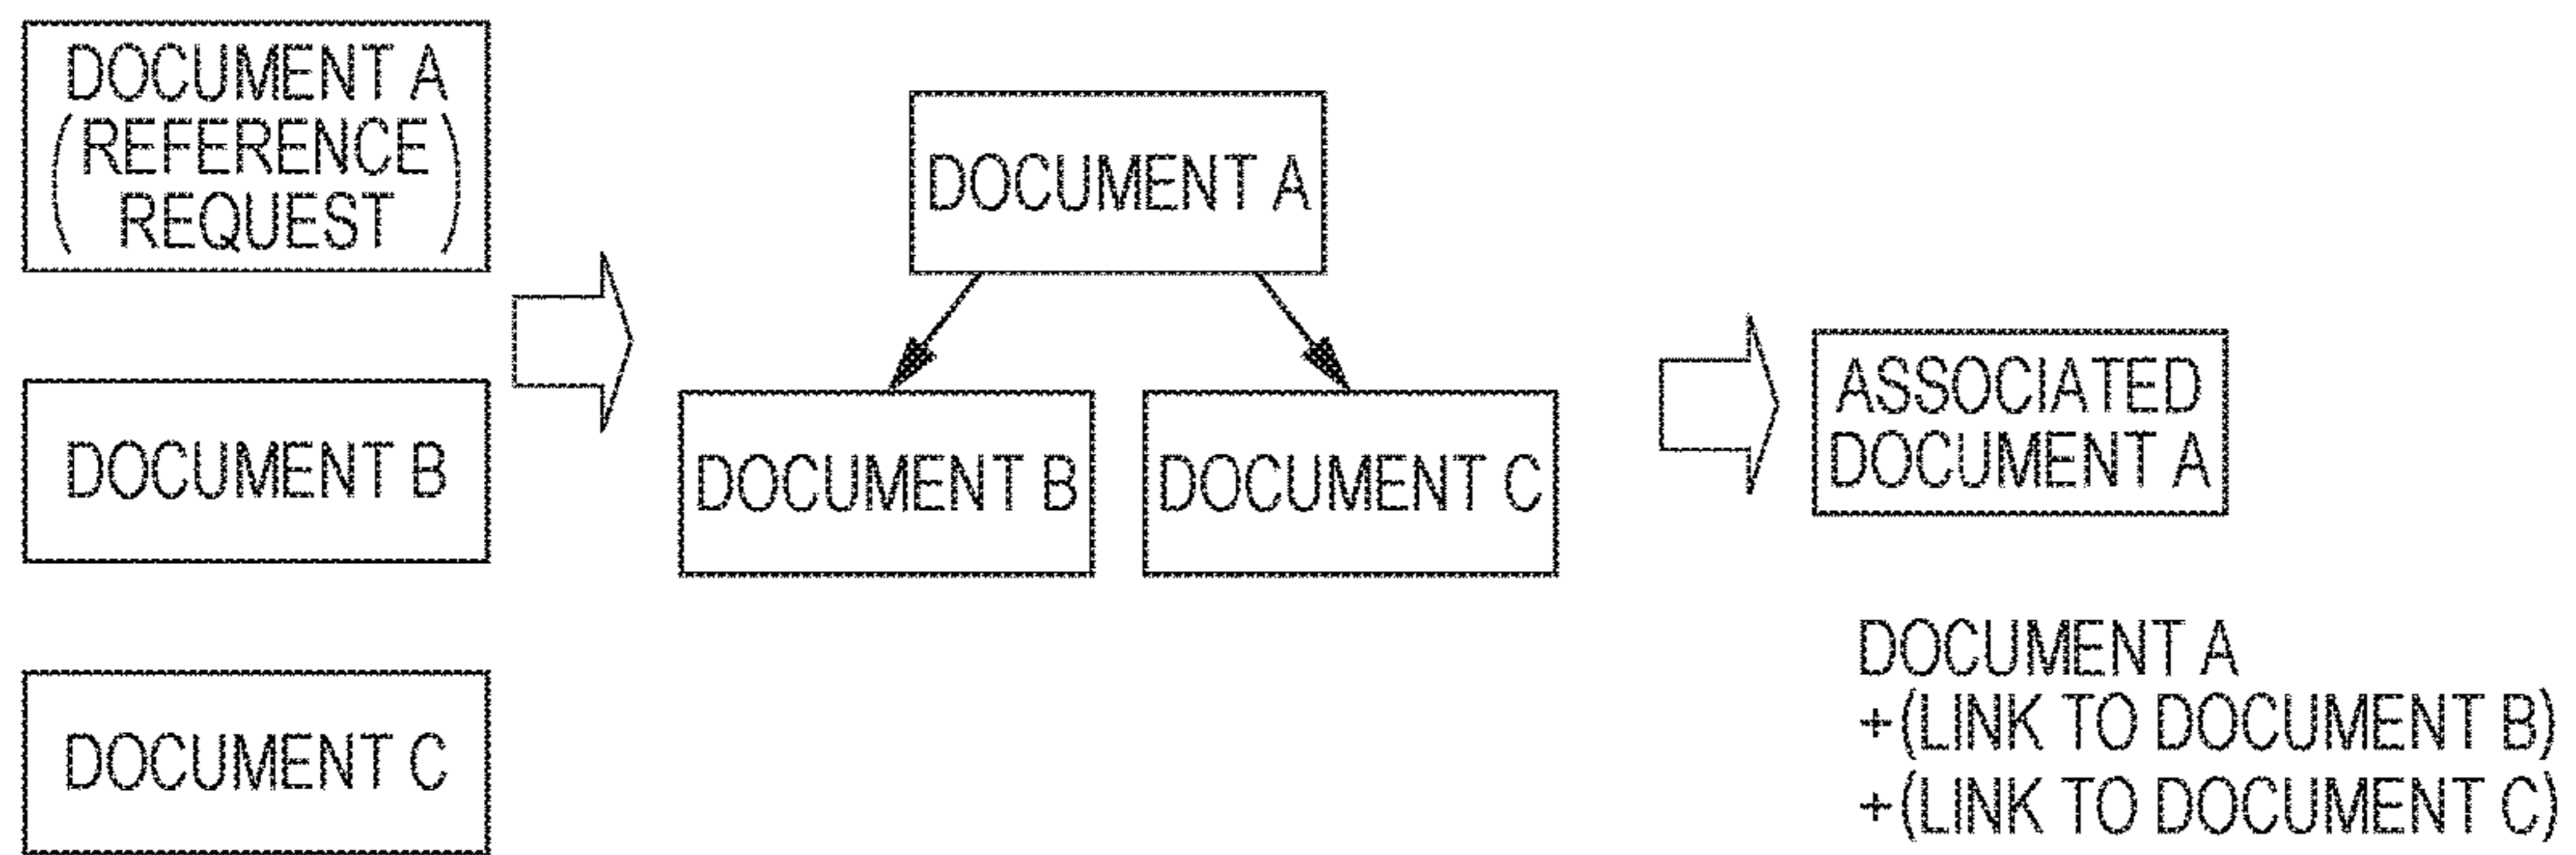 DOCUMENT A
(REFERENCE
REQUEST)
DOCUMENT B
DOCUMENT C
DOCUMENT A
DOCUMENT B
DOCUMENT C
ASSOCIATED
DOCUMENT A
DOCUMENT A
+(LINK TO DOCUMENT B)
+(LINK TO DOCUMENT C)